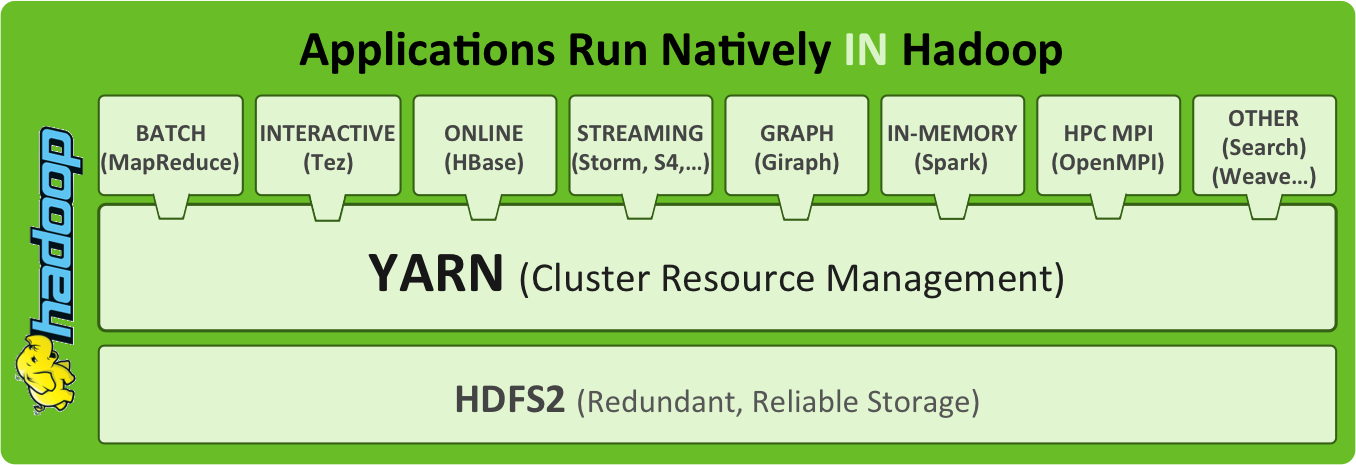 Applications Run Natively IN Hadoop
hadoop
BATCH
(MapReduce)
INTERACTIVE
(Tez)
ONLINE
(HBase)
STREAMING
(Storm, S4,...)
GRAPH
(Giraph)
IN-MEMORY
(Spark)
HPC MPI
(OpenMPI)
OTHER
(Search)
(Weave...)
YARN (Cluster Resource Management)
HDFS2 (Redundant, Reliable Storage)